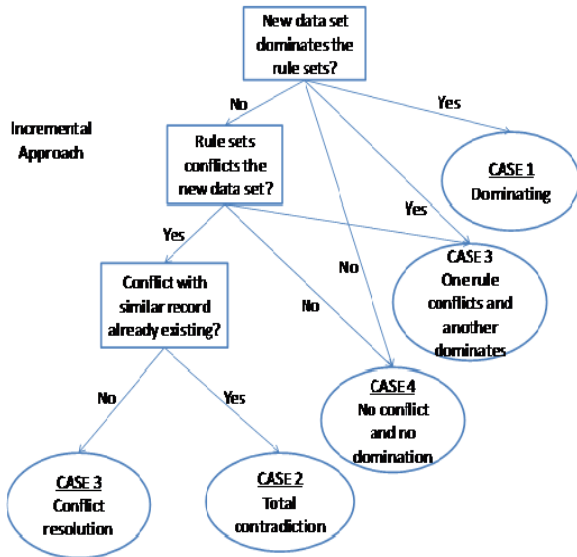 New data set
dominates the
rule sets?
No
Yes
Incremental
Approach
Rule sets
conflicts the
new data set?
CASE 1
Dominating
Yes
Yes
No
CASE 3
One rule
conflicts and
another
dominates
Conflict with
similar record
already existing?
No
No
Yes
CASE 4
No conflict
and no
domination
CASE 3
Conflict
resolution
CASE 2
Total
contradiction